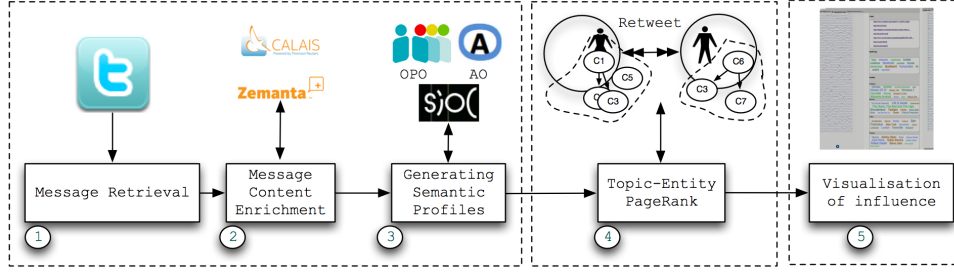 CALAIS
Zemanta
OPO AO
sioc
Retweet
C1
C5
C3
C6
C3
C7
Message Retrieval
Message
Content
Enrichment
Generating
Semantic
Profiles
Topic-Entity
PageRank
Visualisation
of influence
1
2
3
4
5